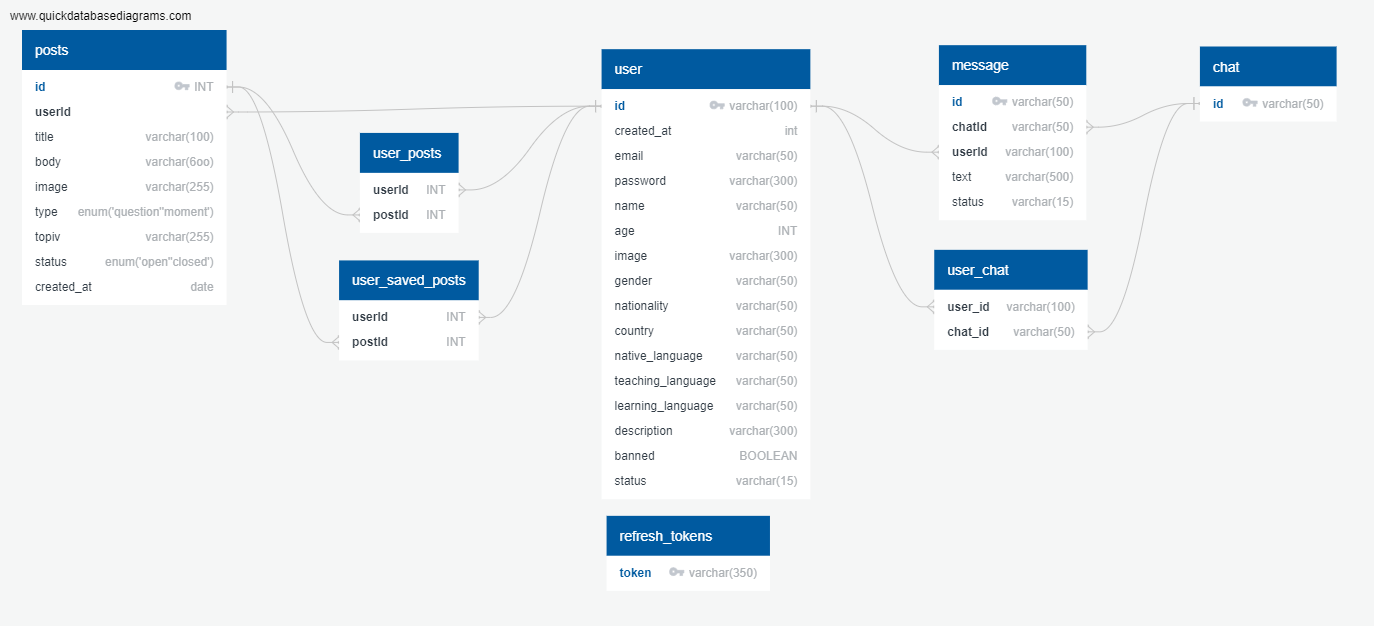 www.quickdatabasediagrams.com
posts
id INT
userId
title varchar(100)
body varchar(6oo)
image varchar(255)
type enum('question''moment')
topiv varchar(255)
status enum('open''closed')
created_at date
user_posts
userId INT
postId INT
user_saved_posts
userId INT
postId INT
user
id varchar(100)
created_at int
email varchar(50)
password varchar(300)
name varchar(50)
age INT
image varchar(300)
gender varchar(50)
nationality varchar(50)
country varchar(50)
native_language varchar(50)
teaching_language varchar(50)
learning_language varchar(50)
description varchar(300)
banned BOOLEAN
status varchar(15)
refresh_tokens
token varchar(350)
message
id varchar(50)
chatId varchar(50)
userId varchar(100)
text varchar(500)
status varchar(15)
user_chat
user_id varchar(100)
chat_id varchar(50)
chat
id varchar(50)